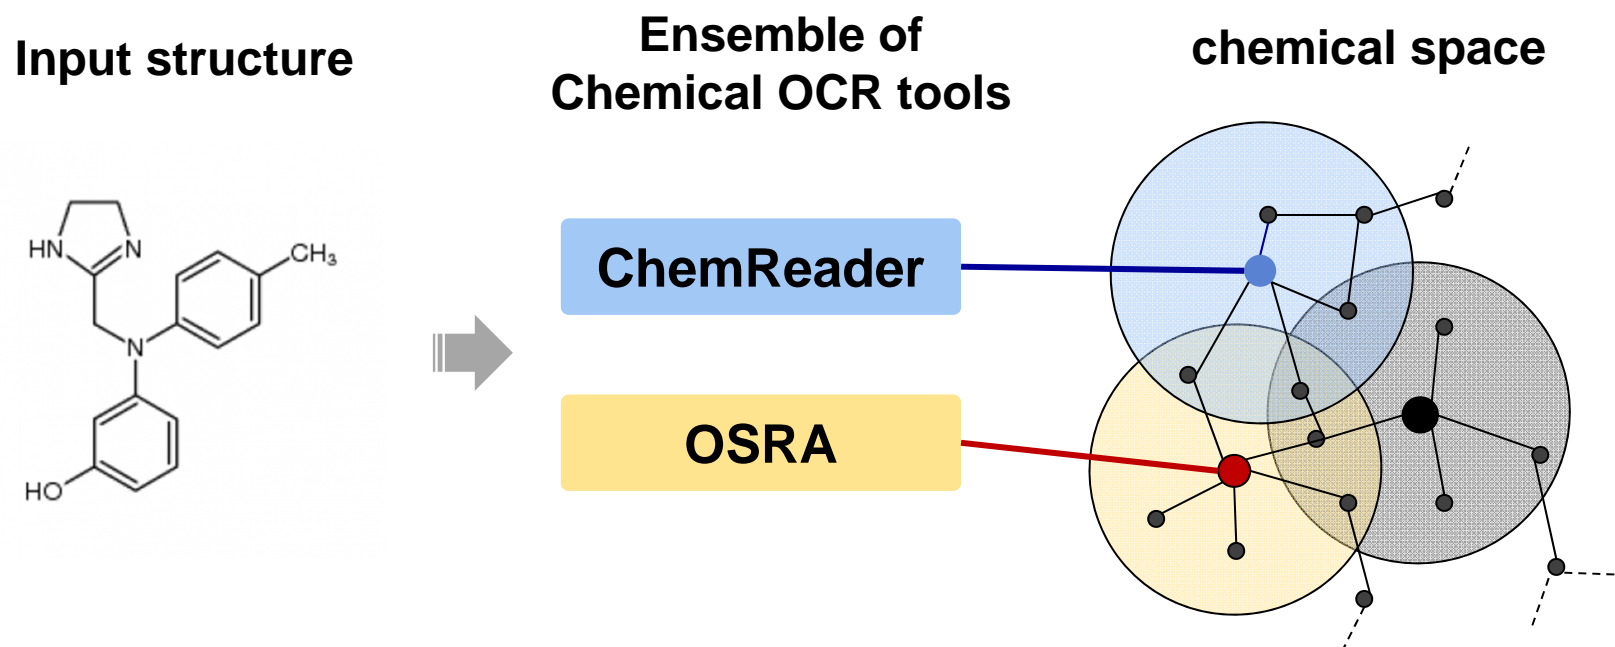 Input structure
Ensemble of
Chemical OCR tools
chemical space
HN
N
CH₃
N
HO
ChemReader
OSRA